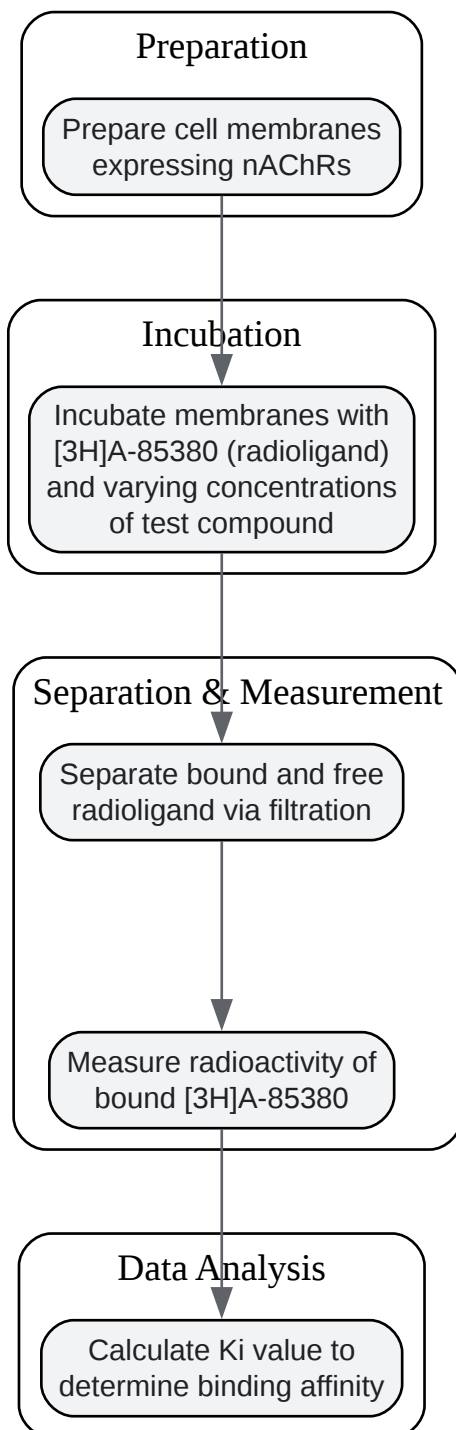 Preparation
Prepare cell membranes
expressing nAChRs
Incubation
Incubate membranes with
[3H]A-85380 (radioligand)
and varying concentrations
of test compound
Separation & Measurement
Separate bound and free
radioligand via filtration
Measure radioactivity of
bound [3H]A-85380
Data Analysis
Calculate Ki value to
determine binding affinity